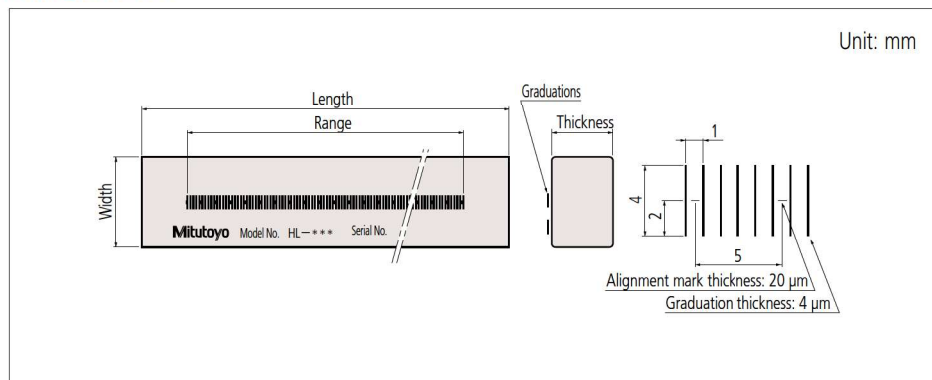 Unit: mm
Length
Range
Width
Mitutoyo Model No. HL-*** Serial No.
Graduations
Thickness
1
4
2
5
Alignment mark thickness: 20 µm
Graduation thickness: 4 µm